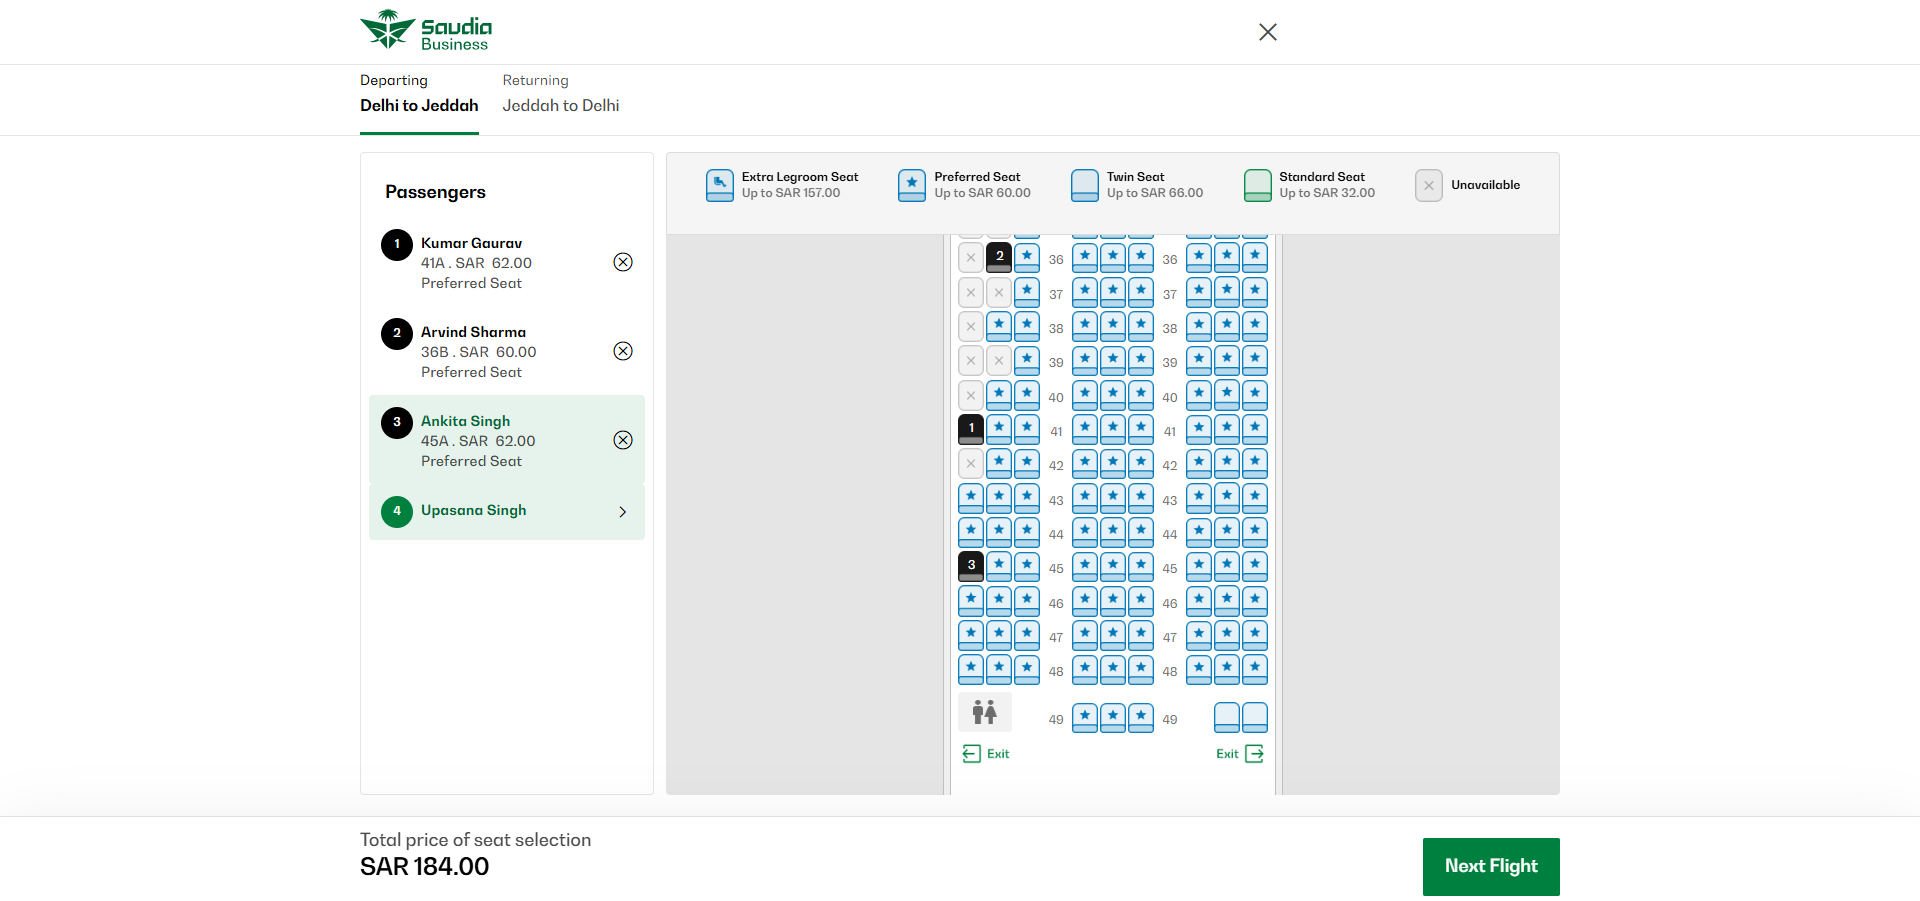 Saudia
Business
Departing
Delhi to Jeddah
Returning
Jeddah to Delhi
Passengers
1
Kumar Gaurav
41A . SAR 62.00
Preferred Seat
2
Arvind Sharma
36B . SAR 60.00
Preferred Seat
3
Ankita Singh
45A . SAR 62.00
Preferred Seat
4
Upasana Singh
Extra Legroom Seat
Up to SAR 157.00
Preferred Seat
Up to SAR 60.00
Twin Seat
Up to SAR 66.00
Standard Seat
Up to SAR 32.00
Unavailable
2 36 36
37 37
38 38
39 39
40 40
1 41 41
42 42
43 43
44 44
3 45 45
46 46
47 47
48 48
49 49
Exit Exit
Total price of seat selection
SAR 184.00
Next Flight